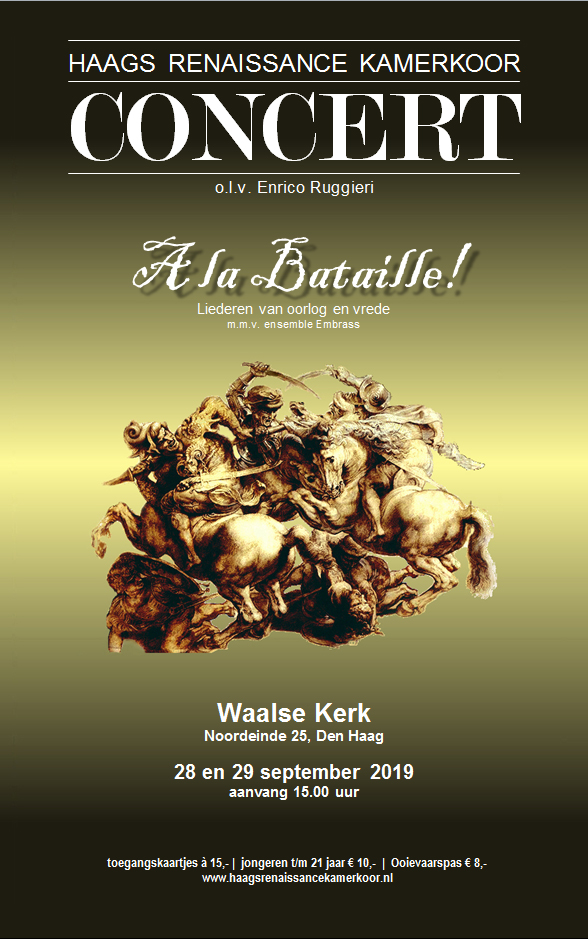 HAAGS RENAISSANCE KAMERKOOR
CONCERT
o.l.v. Enrico Ruggieri
A la Bataille!
Liederen van oorlog en vrede
m.m.v. ensemble Embrass
Waalse Kerk
Noordeinde 25, Den Haag
28 en 29 september 2019
aanvang 15.00 uur
toegangskaartjes à 15,- | jongeren t/m 21 jaar € 10,- | Ooievaarspas € 8,-
www.haagsrenaissancekamerkoor.nl